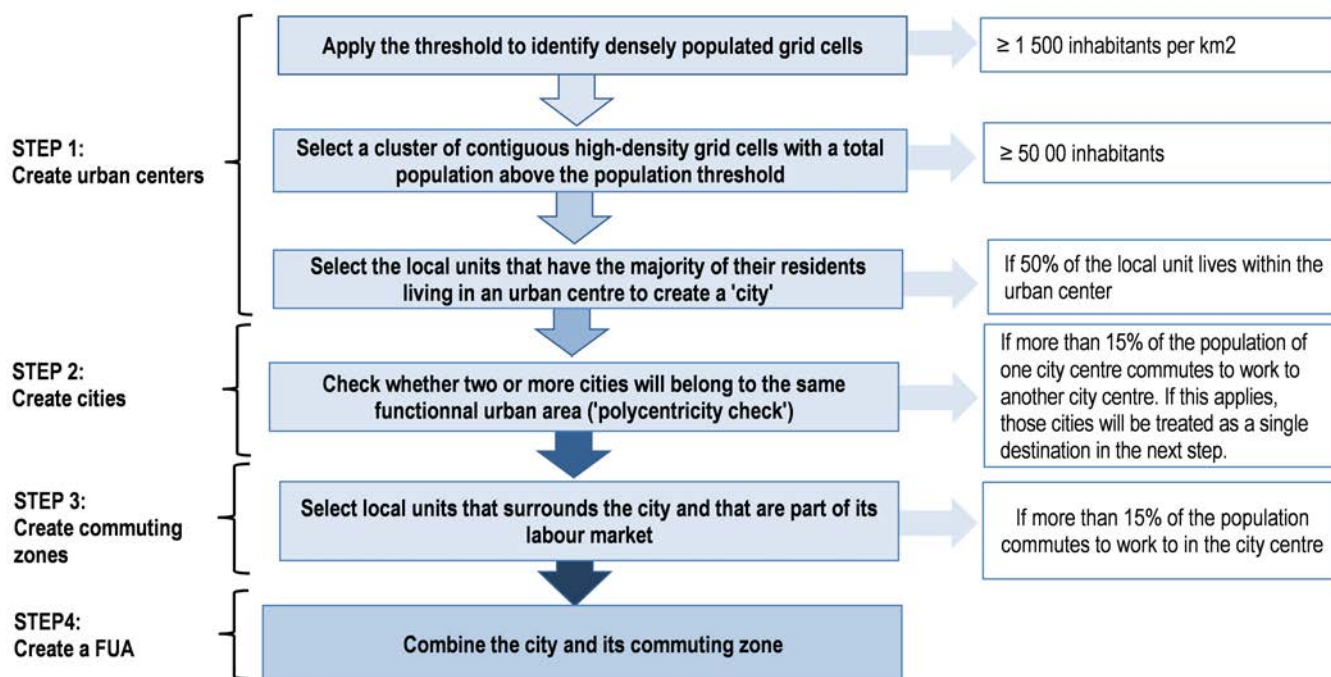 Apply the threshold to identify densely populated grid cells
≥ 1 500 inhabitants per km2
STEP 1:
Create urban centers
Select a cluster of contiguous high-density grid cells with a total
population above the population threshold
≥ 50 00 inhabitants
Select the local units that have the majority of their residents
living in an urban centre to create a 'city'
If 50% of the local unit lives within the
urban center
STEP 2:
Create cities
Check whether two or more cities will belong to the same
functionnal urban area ('polycentricity check')
If more than 15% of the population of
one city centre commutes to work to
another city centre. If this applies,
those cities will be treated as a single
destination in the next step.
STEP 3:
Create commuting
zones
Select local units that surrounds the city and that are part of its
labour market
If more than 15% of the population
commutes to work to in the city centre
STEP4:
Create a FUA
Combine the city and its commuting zone